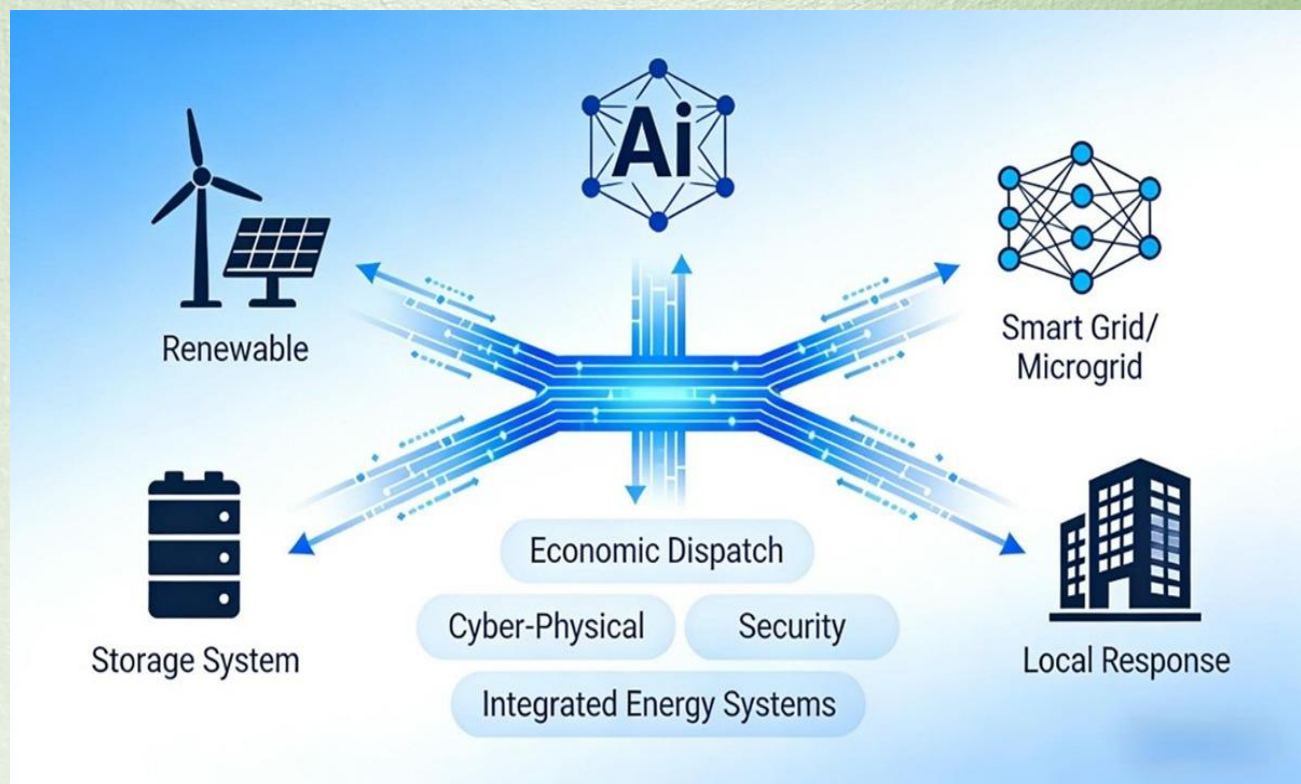 Ai
Renewable
Smart Grid/
Microgrid
Storage System
Economic Dispatch
Cyber-Physical
Security
Integrated Energy Systems
Local Response